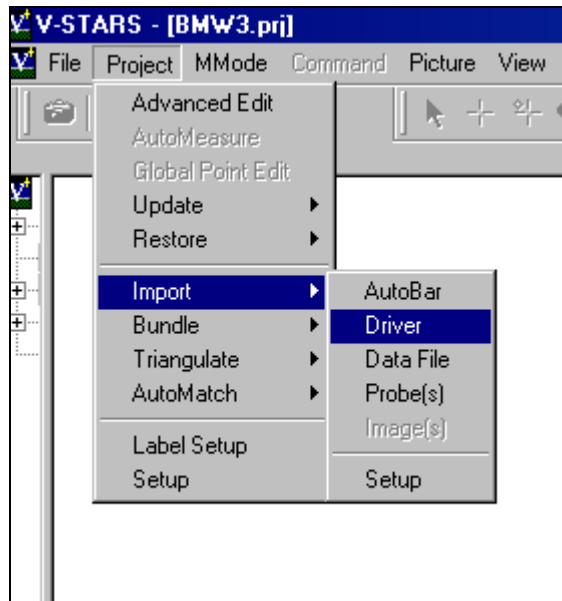 V-STARS - [BMW3.prj]
File Project MMode Command Picture View
Advanced Edit
AutoMeasure
Global Point Edit
Update
Restore
Import
Bundle
Triangulate
AutoMatch
Label Setup
Setup
AutoBar
Driver
Data File
Probe(s)
Image(s)
Setup